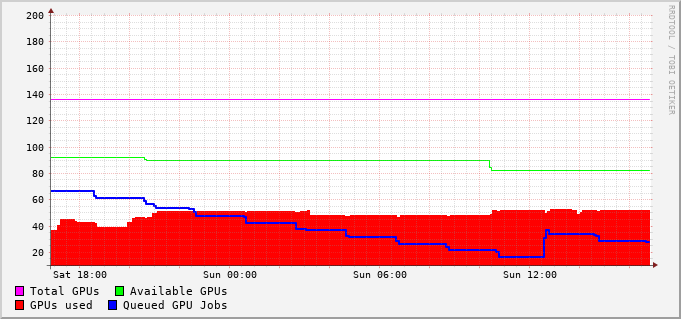 RRDTOOL / TOBI OETIKER
200
180
160
140
120
100
80
60
40
20
Sat 18:00 Sun 00:00 Sun 06:00 Sun 12:00
Total GPUs Available GPUs
GPUs used Queued GPU Jobs